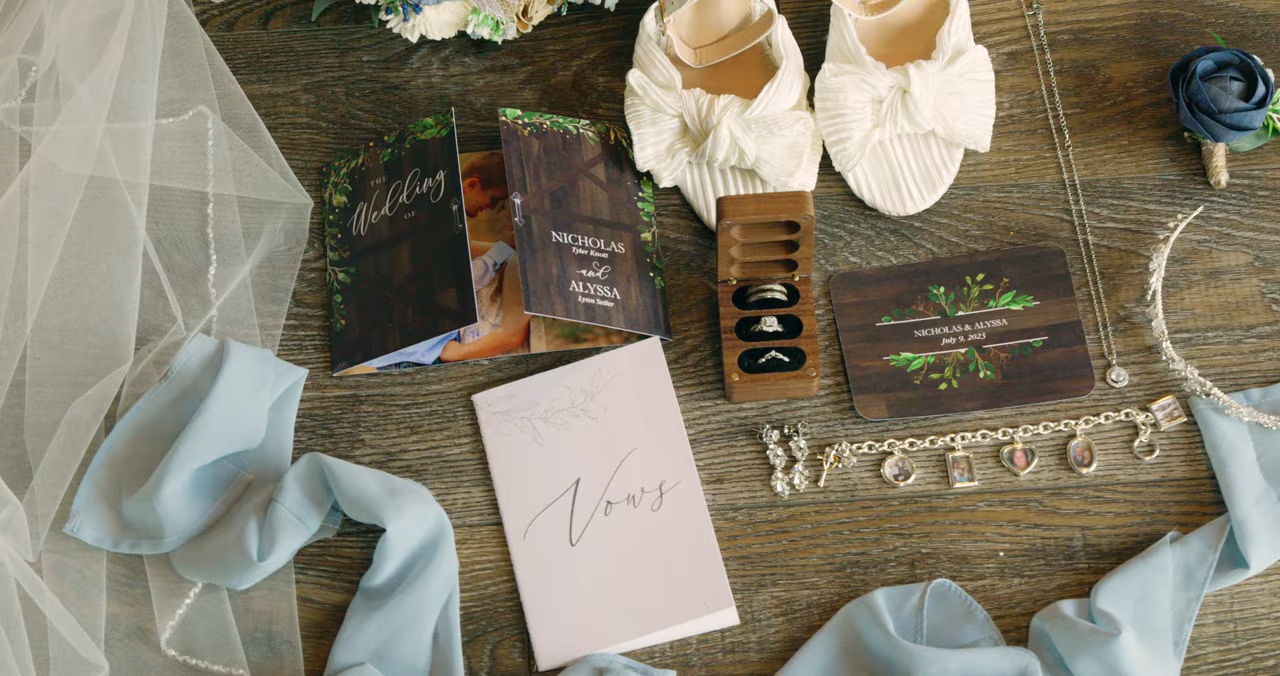 THE
Wedding
OF
NICHOLAS
Tyler Knott
and
ALYSSA
Lynn Seiler
NICHOLAS & ALYSSA
July 9, 2023
Vows